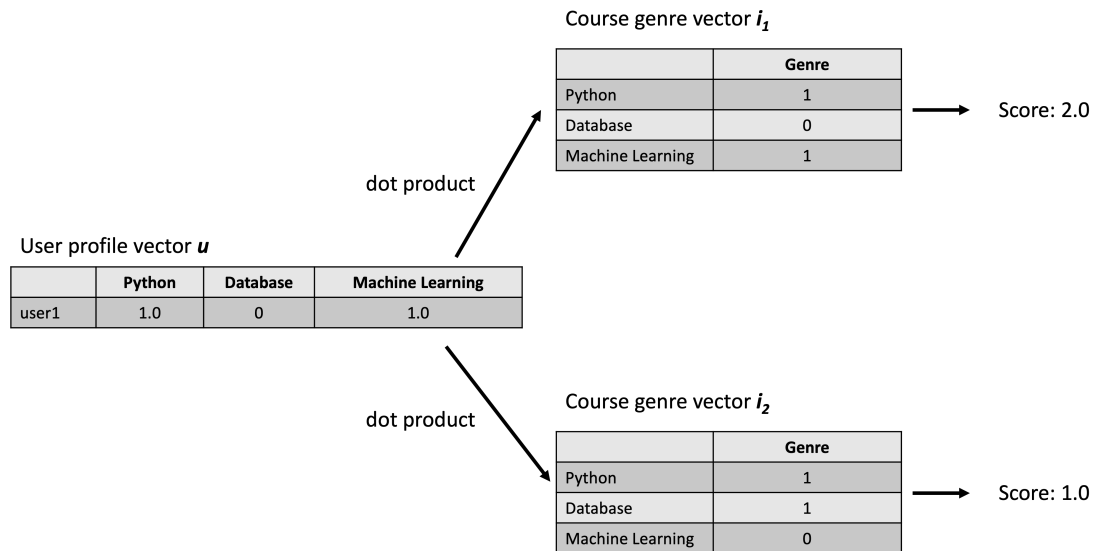 Course genre vector i1
Genre
Python 1
Database 0
Machine Learning 1
Score: 2.0
dot product
User profile vector u
Python Database Machine Learning
user1 1.0 0 1.0
dot product
Course genre vector i2
Genre
Python 1
Database 1
Machine Learning 0
Score: 1.0